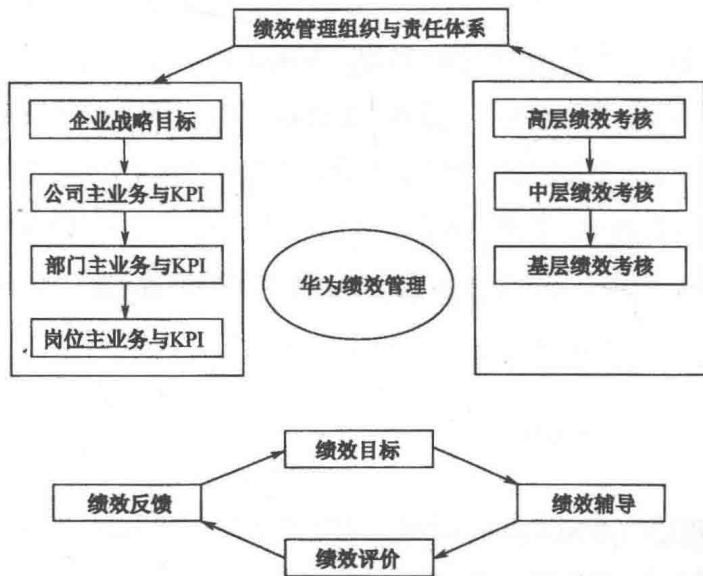 绩效管理组织与责任体系
企业战略目标
公司主业务与KPI
部门主业务与KPI
岗位主业务与KPI
华为绩效管理
高层绩效考核
中层绩效考核
基层绩效考核
绩效目标
绩效反馈
绩效辅导
绩效评价